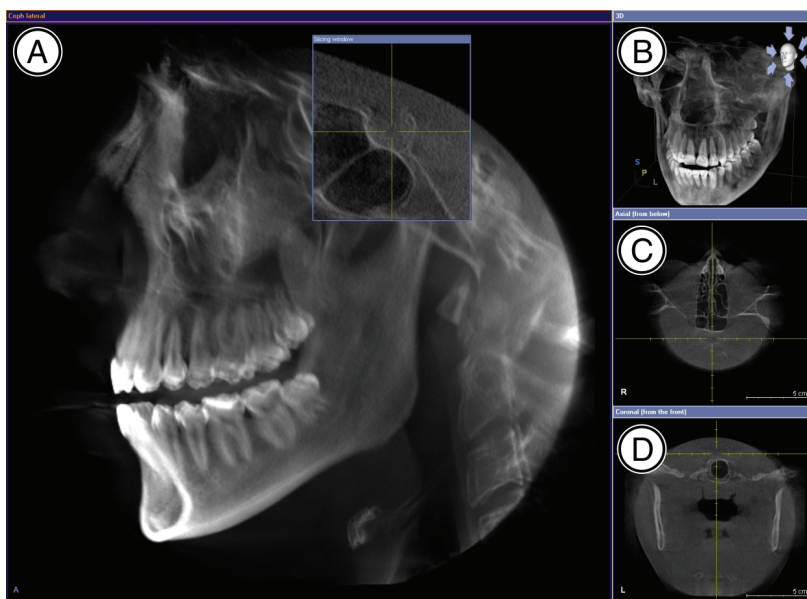 Ceph lateral
A
Slicing window
A
3D
B
S
P
L
Axial (from below)
C
R
5 cm
Coronal (from the front)
D
L
5 cm